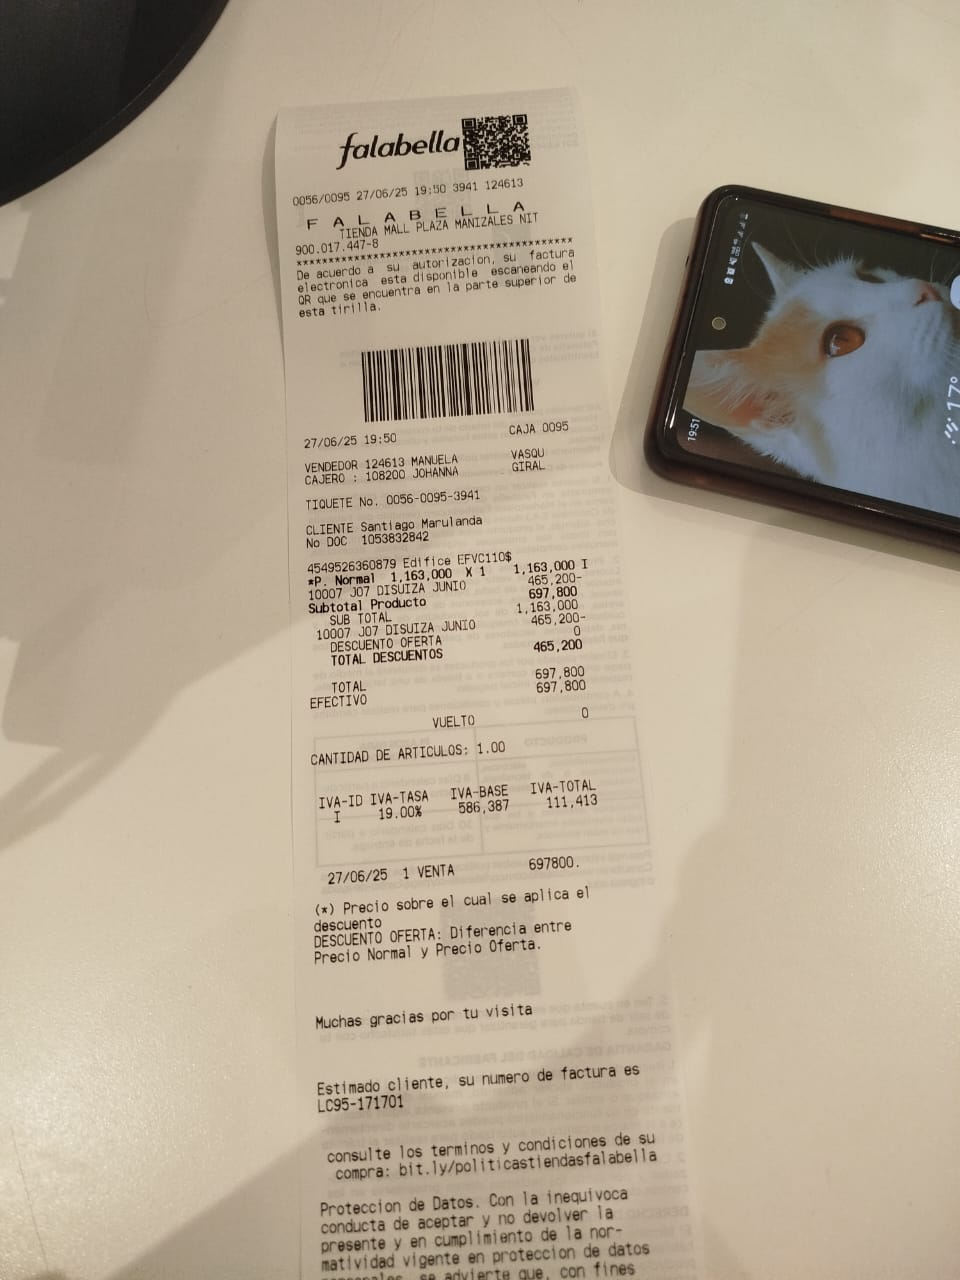 falabella
0056/0095 27/06/25 19:50 3941 124613
F A L A B E L L A
TIENDA MALL PLAZA MANIZALES NIT
900.017.447-8
****************************************
De acuerdo a su autorizacion, su factura
electronica esta disponible escaneando el
QR que se encuentra en la parte superior de
esta tirilla.
27/06/25 19:50 CAJA 0095
VENDEDOR 124613 MANUELA VASQU
CAJERO : 108200 JOHANNA GIRAL
TIQUETE No. 0056-0095-3941
CLIENTE Santiago Marulanda
No DOC 1053832842
4549526360879 Edifice EFVC110$
*P. Normal 1,163,000 X 1 1,163,000 I
10007 J07 DISUIZA JUNIO 465,200-
Subtotal Producto 697,800
SUB TOTAL 1,163,000
10007 J07 DISUIZA JUNIO 465,200-
DESCUENTO OFERTA 0
TOTAL DESCUENTOS 465,200
TOTAL 697,800
EFECTIVO 697,800
VUELTO 0
CANTIDAD DE ARTICULOS: 1.00
IVA-ID IVA-TASA IVA-BASE IVA-TOTAL
I 19.00% 586,387 111,413
27/06/25 1 VENTA 697800.
(*) Precio sobre el cual se aplica el
descuento
DESCUENTO OFERTA: Diferencia entre
Precio Normal y Precio Oferta.
Muchas gracias por tu visita
Estimado cliente, su numero de factura es
LC95-171701
consulte los terminos y condiciones de su
compra: bit.ly/politicastiendasfalabella
Proteccion de Datos. Con la inequivoca
conducta de aceptar y no devolver la
presente y en cumplimiento de la nor-
matividad vigente en proteccion de datos
se advierte que, con fines
19:51
17°